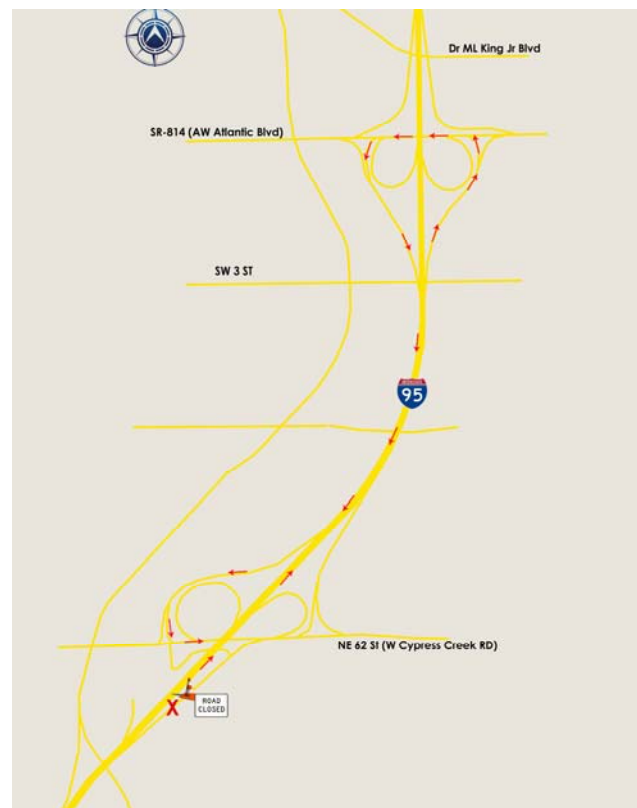 Dr ML King Jr Blvd
SR-814 (AW Atlantic Blvd)
SW 3 ST
95
NE 62 St (W Cypress Creek RD)
X
ROAD
CLOSED